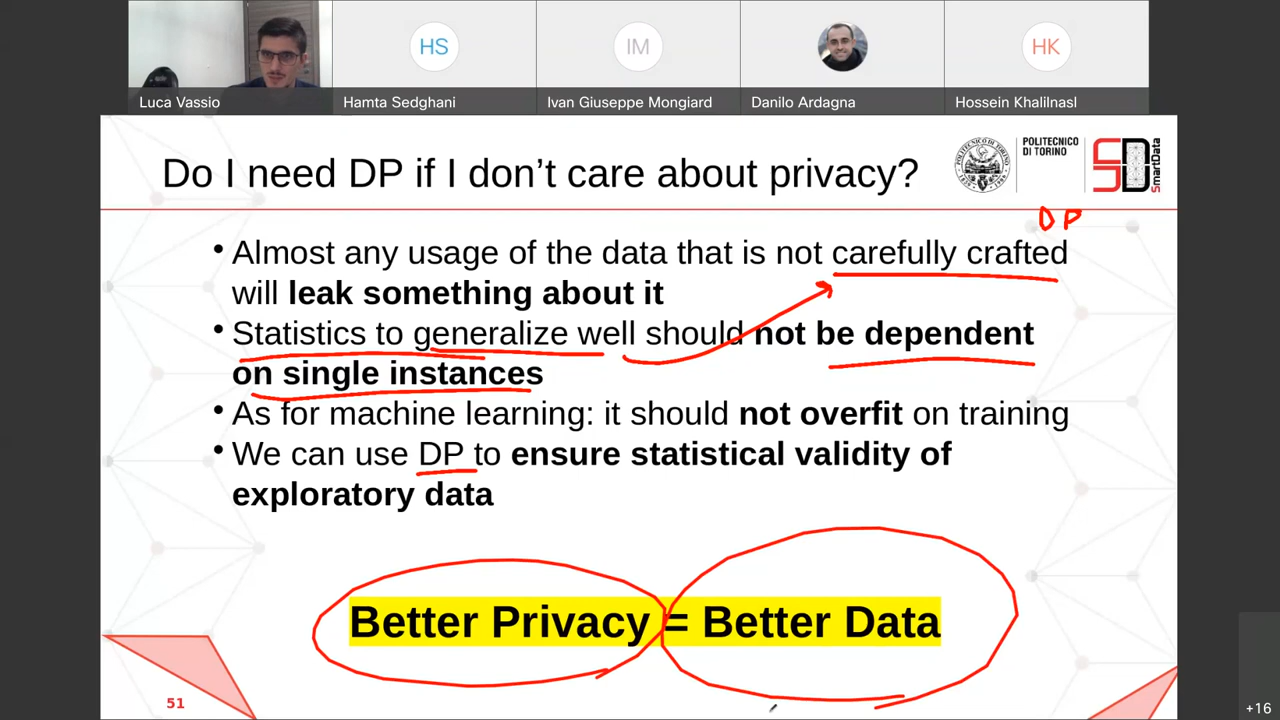 HS
IM
HK
Luca Vassio
Hamta Sedghani
Ivan Giuseppe Mongiard
Danilo Ardagna
Hossein Khalilnasl
Do I need DP if I don't care about privacy?
POLITECNICO
DI TORINO
SD
SmartData
DP
• Almost any usage of the data that is not carefully crafted
will leak something about it
• Statistics to generalize well should not be dependent
on single instances
• As for machine learning: it should not overfit on training
• We can use DP to ensure statistical validity of
exploratory data
Better Privacy = Better Data
51
+16